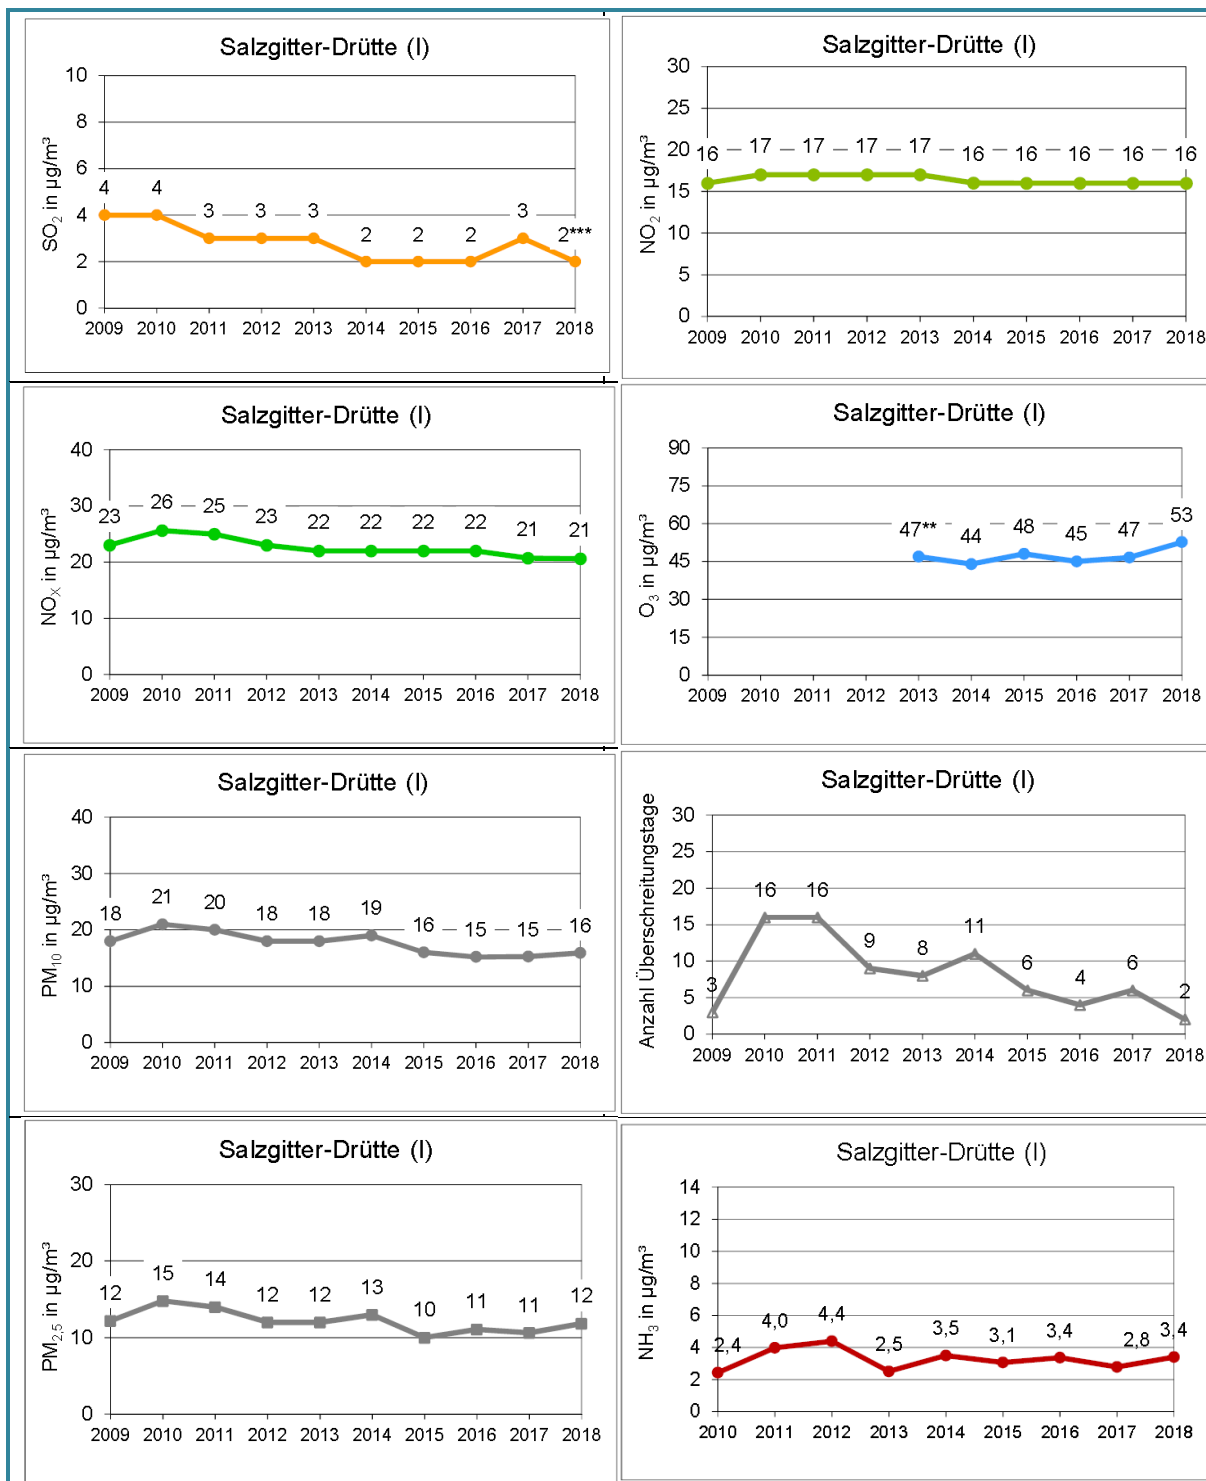 Salzgitter-Drütte (I)
SO2 in µg/m³
10
8
6
4
2
0
4 4 3 3 3 2 2 2 3 2***
2009 2010 2011 2012 2013 2014 2015 2016 2017 2018
Salzgitter-Drütte (I)
NO2 in µg/m³
30
25
20
15
10
5
0
16 17 17 17 17 16 16 16 16 16
2009 2010 2011 2012 2013 2014 2015 2016 2017 2018
Salzgitter-Drütte (I)
NOX in µg/m³
40
30
20
10
0
23 26 25 23 22 22 22 22 21 21
2009 2010 2011 2012 2013 2014 2015 2016 2017 2018
Salzgitter-Drütte (I)
O3 in µg/m³
90
75
60
45
30
15
0
47** 44 48 45 47 53
2009 2010 2011 2012 2013 2014 2015 2016 2017 2018
Salzgitter-Drütte (I)
PM10 in µg/m³
40
30
20
10
0
18 21 20 18 18 19 16 15 15 16
2009 2010 2011 2012 2013 2014 2015 2016 2017 2018
Salzgitter-Drütte (I)
Anzahl Überschreitungstage
30
25
20
15
10
5
0
3 16 16 9 8 11 6 4 6 2
2009 2010 2011 2012 2013 2014 2015 2016 2017 2018
Salzgitter-Drütte (I)
PM2,5 in µg/m³
30
20
10
0
12 15 14 12 12 13 10 11 11 12
2009 2010 2011 2012 2013 2014 2015 2016 2017 2018
Salzgitter-Drütte (I)
NH3 in µg/m³
14
12
10
8
6
4
2
0
2,4 4,0 4,4 2,5 3,5 3,1 3,4 2,8 3,4
2010 2011 2012 2013 2014 2015 2016 2017 2018